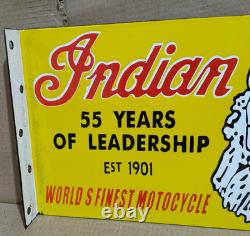 Indian
55 YEARS
OF LEADERSHIP
EST 1901
WORLD S FINEST MOTOCYCLE